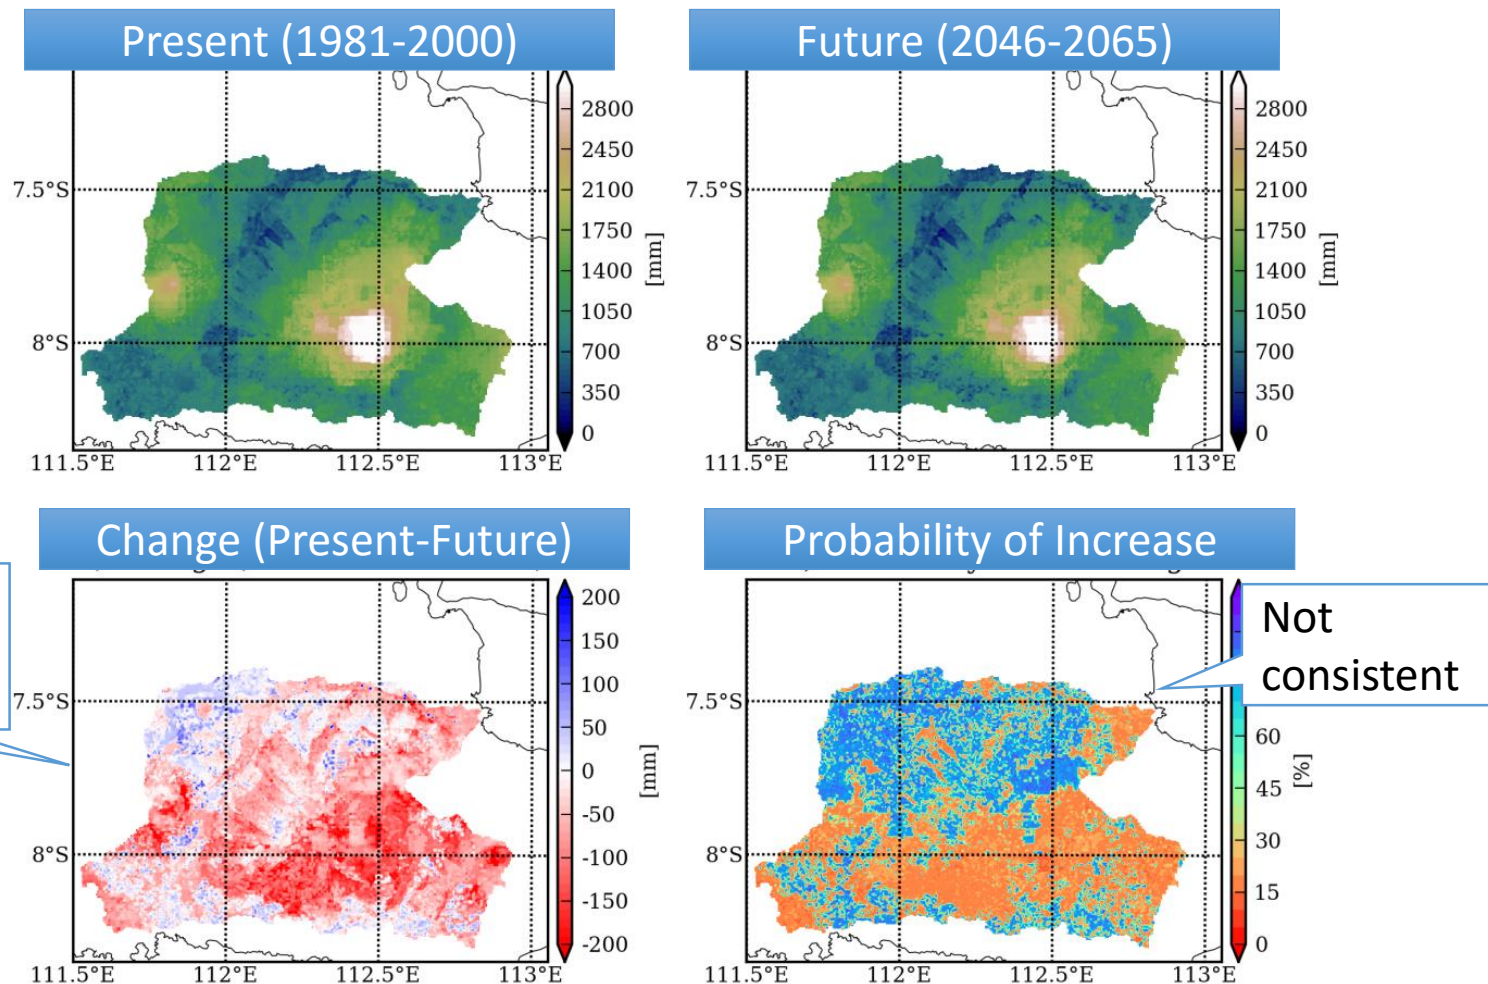 Present (1981-2000)
Future (2046-2065)
7.5°S
8°S
111.5°E 112°E 112.5°E 113°E
2800
2450
2100
1750
1400
1050
700
350
0
[mm]
7.5°S
8°S
111.5°E 112°E 112.5°E 113°E
2800
2450
2100
1750
1400
1050
700
350
0
[mm]
Change (Present-Future)
Probability of Increase
7.5°S
8°S
111.5°E 112°E 112.5°E 113°E
200
150
100
50
0
-50
-100
-150
-200
[mm]
Not
consistent
7.5°S
8°S
111.5°E 112°E 112.5°E 113°E
60
45
30
15
0
[%]